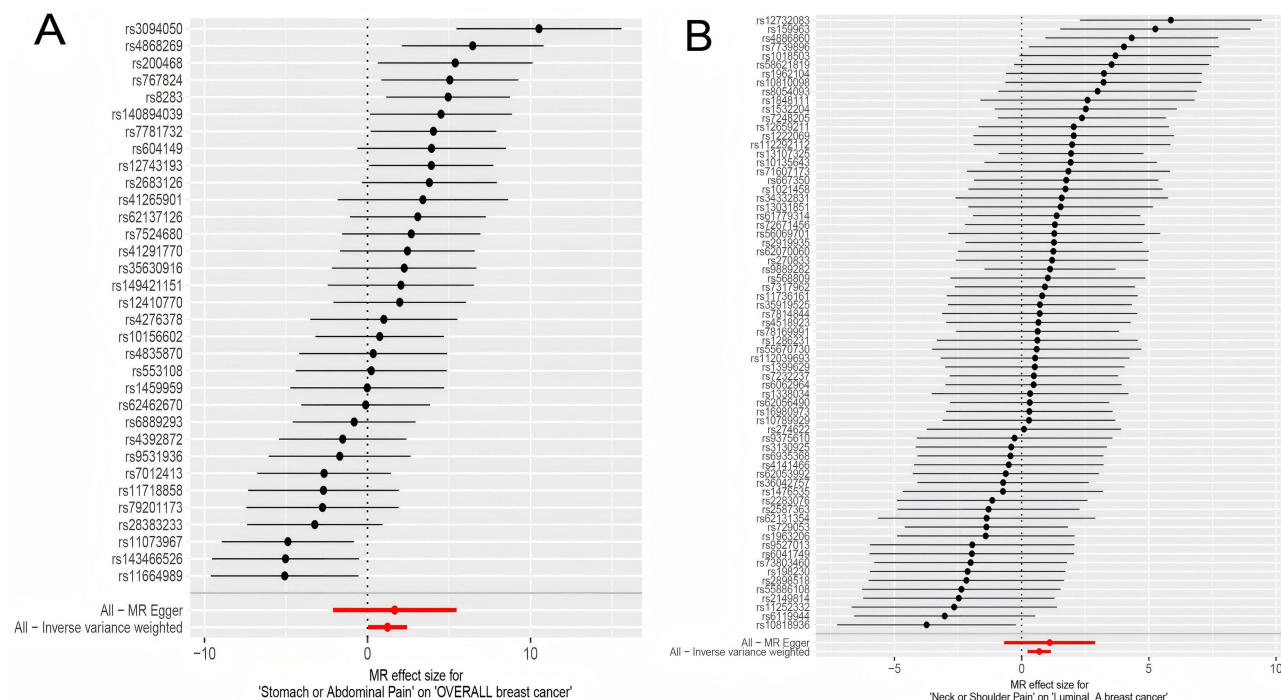 A
rs3094050
rs4868269
rs200468
rs767824
rs8283
rs140894039
rs7781732
rs604149
rs12743193
rs2683126
rs41265901
rs62137126
rs7524680
rs41291770
rs35630916
rs149421151
rs12410770
rs4276378
rs10156602
rs4835870
rs553108
rs1459959
rs62462670
rs6889293
rs4392872
rs9531936
rs7012413
rs11718858
rs79201173
rs28383233
rs11073967
rs143466526
rs11664989
All − MR Egger
All − Inverse variance weighted
−10
0
10
MR effect size for
'Stomach or Abdominal Pain' on 'OVERALL breast cancer'
B
rs12732083
rs159963
rs4886860
rs7739896
rs1018503
rs58621819
rs1962104
rs10810098
rs8054093
rs1848111
rs1532204
rs7248205
rs12659211
rs1222069
rs112292112
rs13107325
rs10135643
rs71607173
rs667350
rs1021458
rs34332831
rs13031851
rs61779314
rs72671456
rs56069701
rs2919935
rs62073060
rs270833
rs9889282
rs568809
rs7317962
rs11736161
rs35919525
rs7814844
rs4518923
rs78169991
rs1286231
rs55670730
rs112039693
rs1399629
rs7232237
rs6062964
rs1338034
rs62056490
rs16980973
rs10789929
rs274622
rs9375610
rs3130925
rs6935368
rs4141466
rs62053992
rs36042757
rs1476535
rs2283076
rs2587363
rs62131354
rs729053
rs1963206
rs9527013
rs6041749
rs73803460
rs2898518
rs55886108
rs2149814
rs11252332
rs6119944
rs10818936
All − MR Egger
All − Inverse variance weighted
−5
0
5
10
MR effect size for
'Neck or Shoulder Pain' on 'Luminal_A breast cancer'